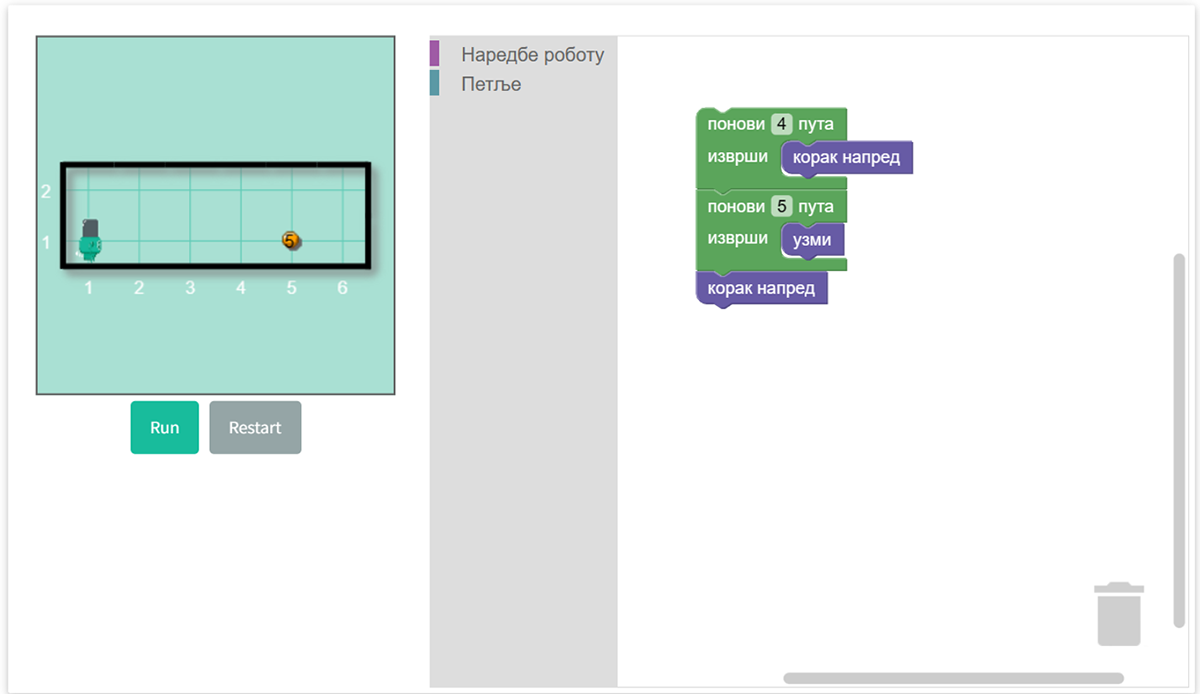 2
1
5
1 2 3 4 5 6
Run Restart
Наредбе роботу
Петље
понови 4 пута
изврши корак напред
понови 5 пута
изврши узми
корак напред